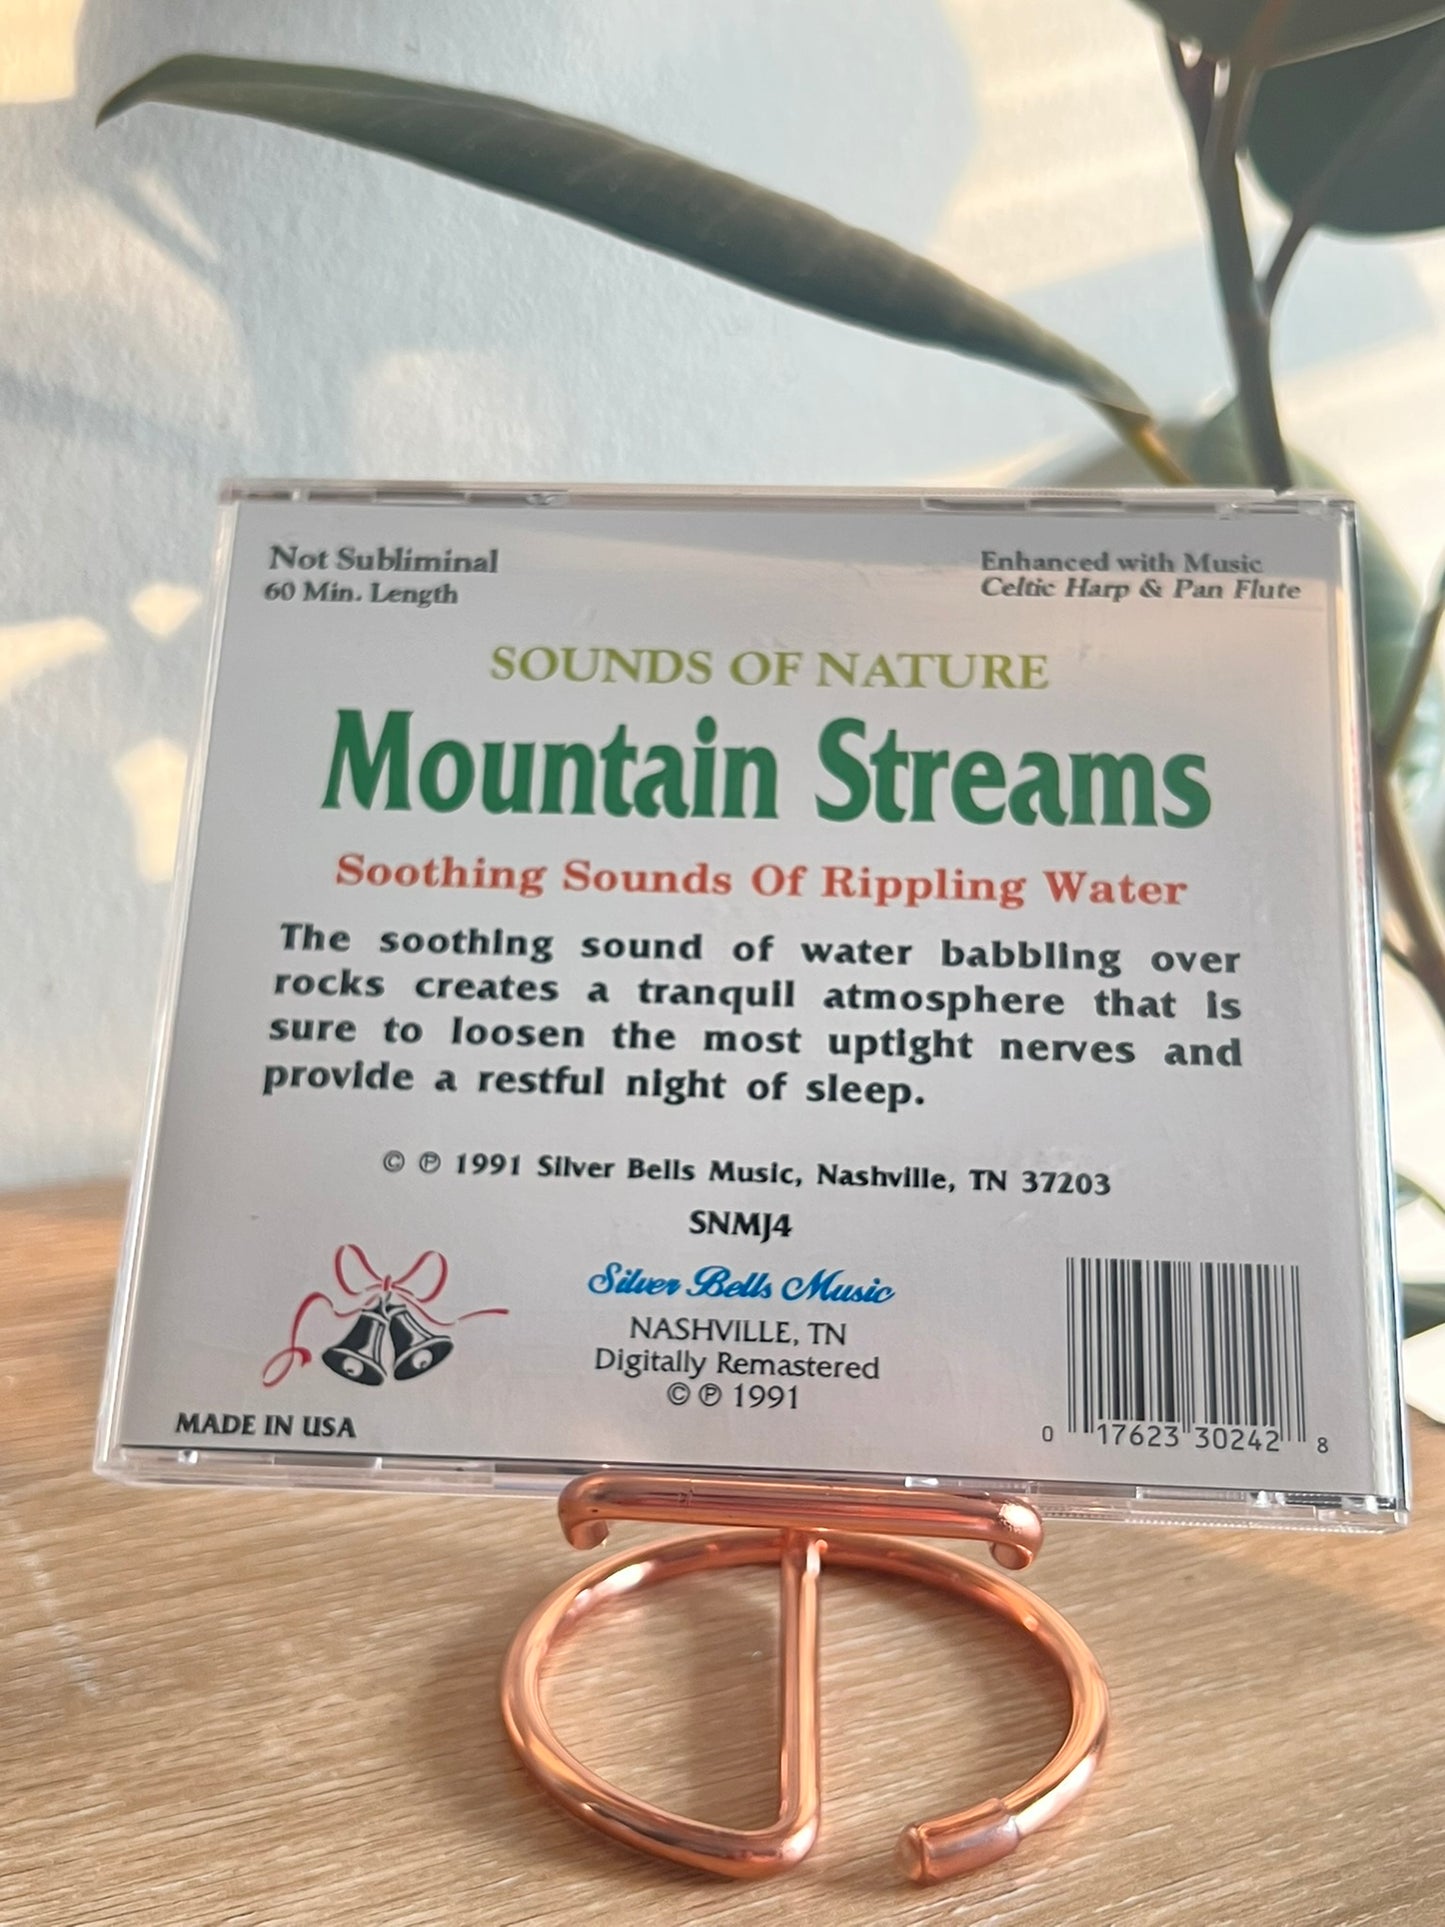 Not Subliminal
60 Min. Length
Enhanced with Music
Celtic Harp & Pan Flute
SOUNDS OF NATURE
Mountain Streams
Soothing Sounds Of Rippling Water
The soothing sound of water babbling over
rocks creates a tranquil atmosphere that is
sure to loosen the most uptight nerves and
provide a restful night of sleep.
© ℗ 1991 Silver Bells Music, Nashville, TN 37203
SNMJ4
Silver Bells Music
NASHVILLE, TN
Digitally Remastered
© ℗ 1991
MADE IN USA
0 17623 30242 8